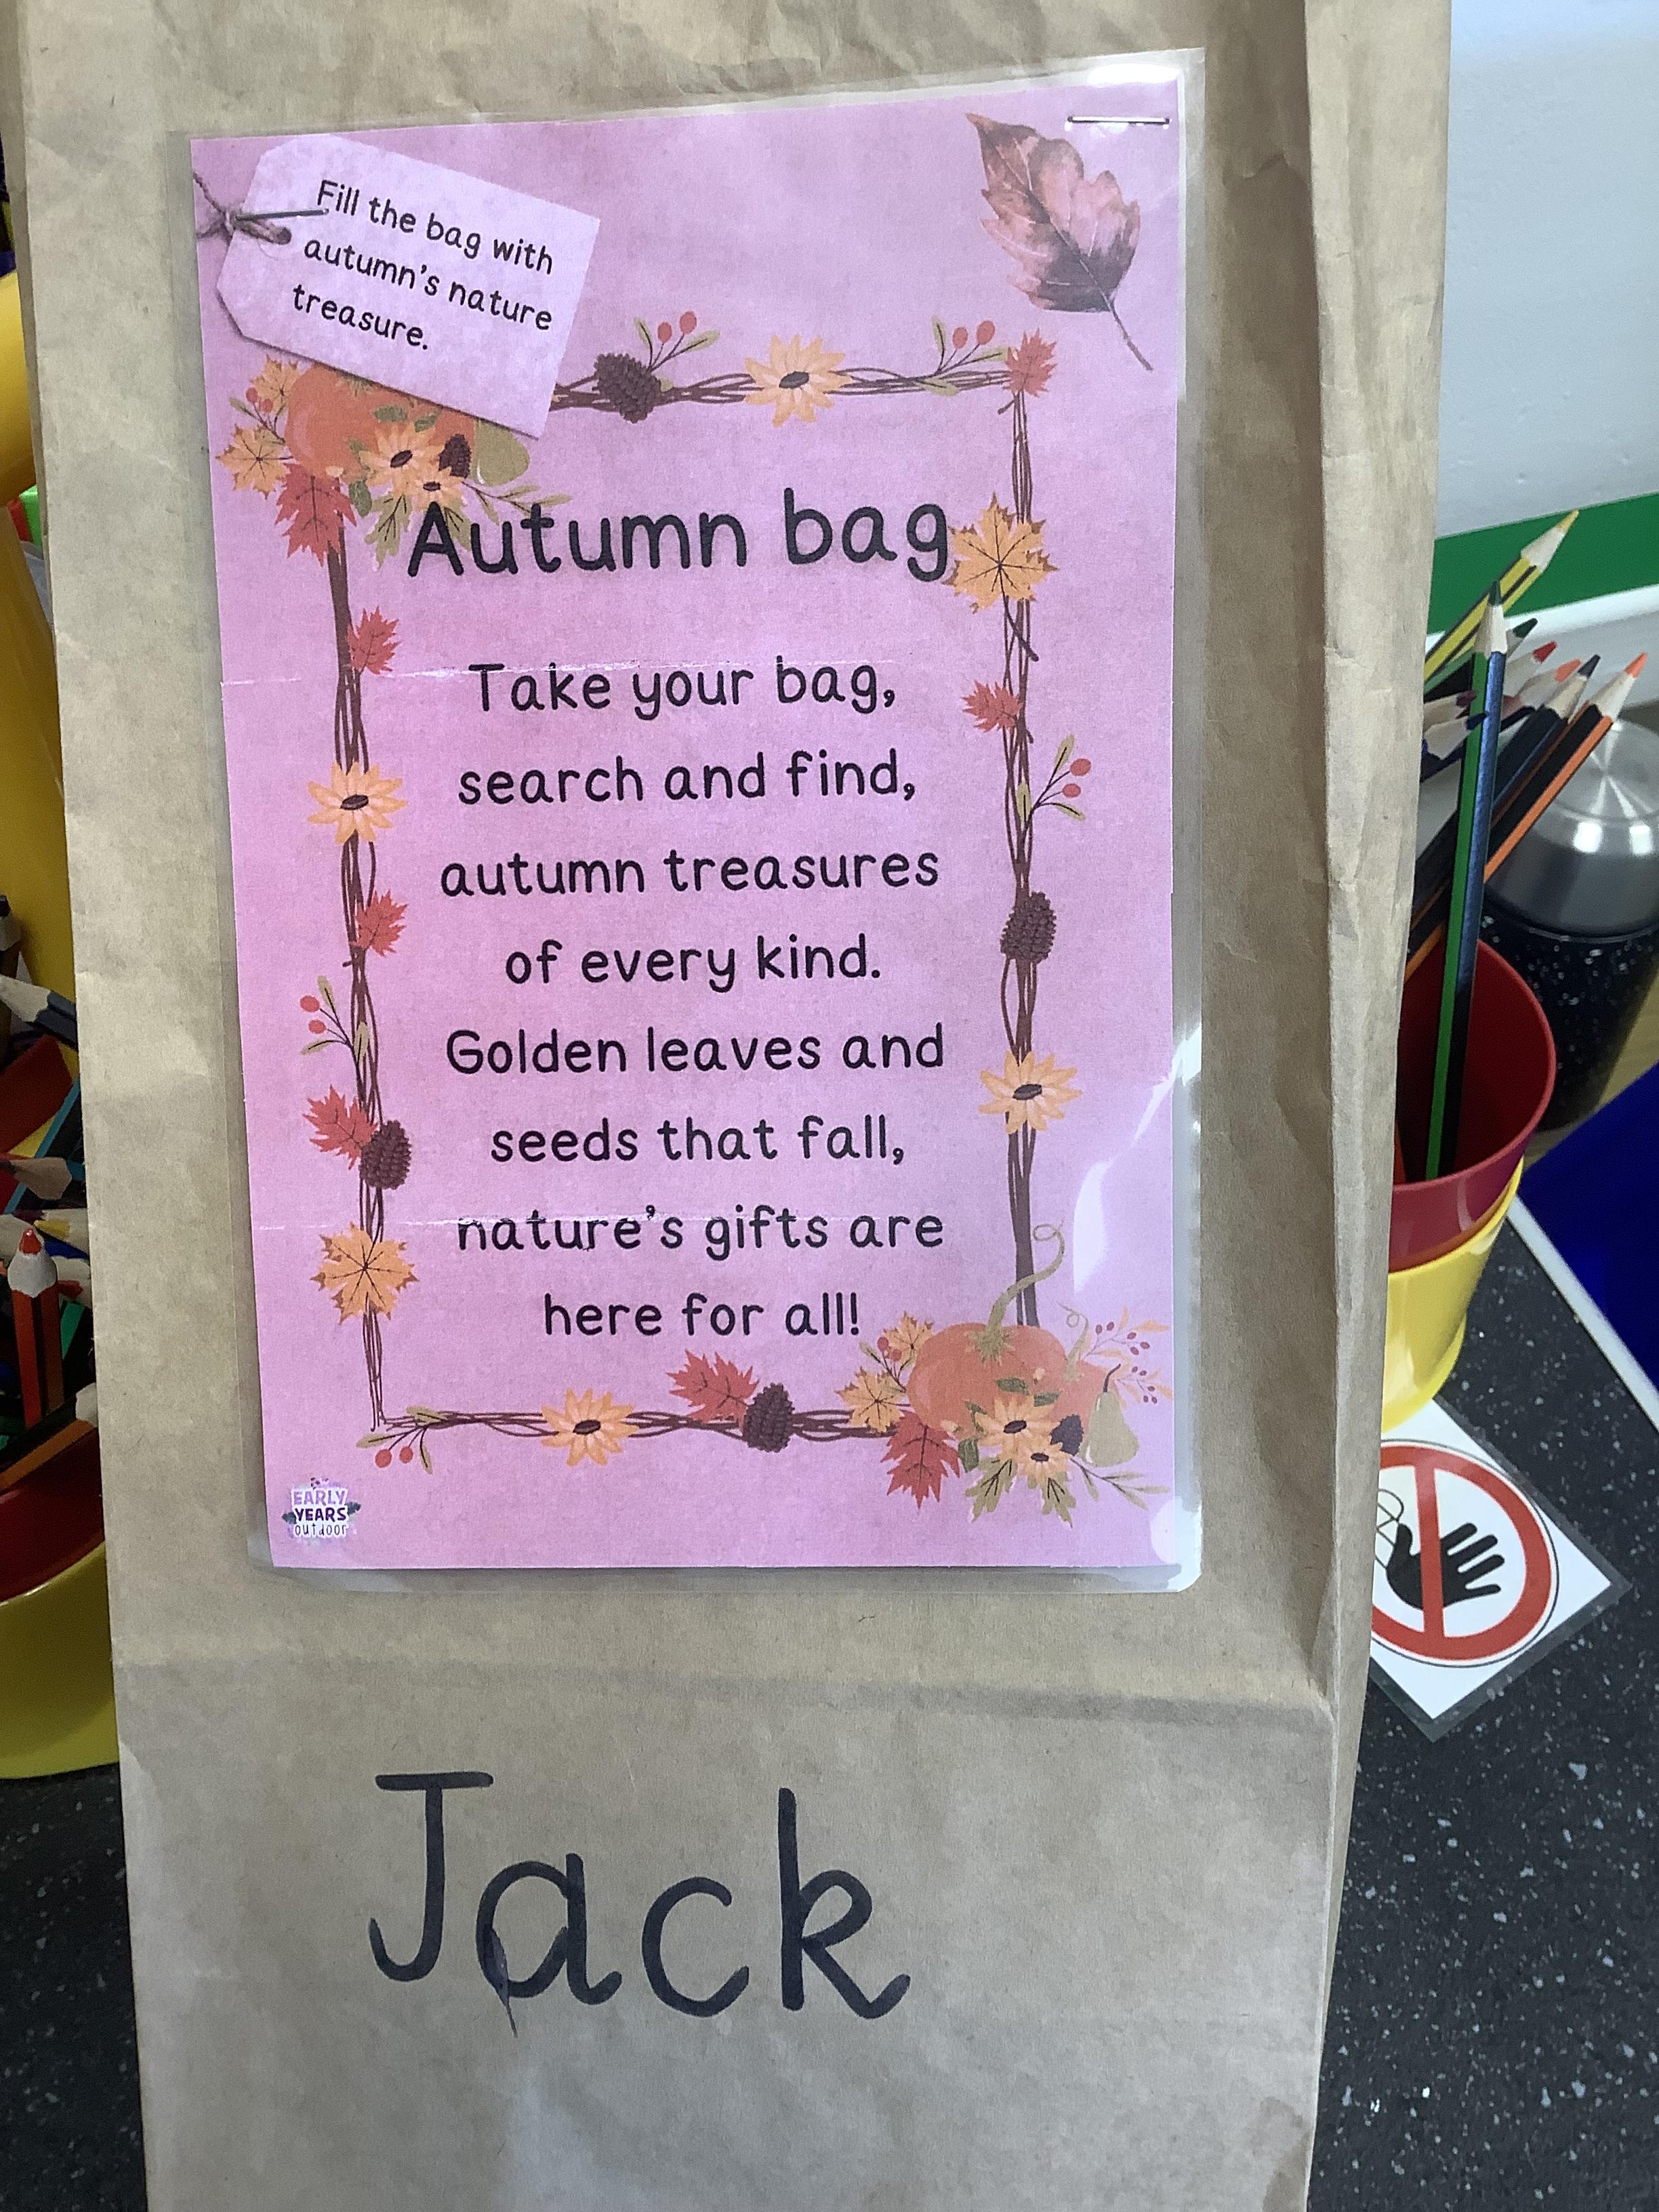 Fill the bag with
autumn's nature
treasure.
Autumn bag
Take your bag,
search and find,
autumn treasures
of every kind.
Golden leaves and
seeds that fall,
nature's gifts are
here for all!
EARLY
YEARS
outdoor
Jack